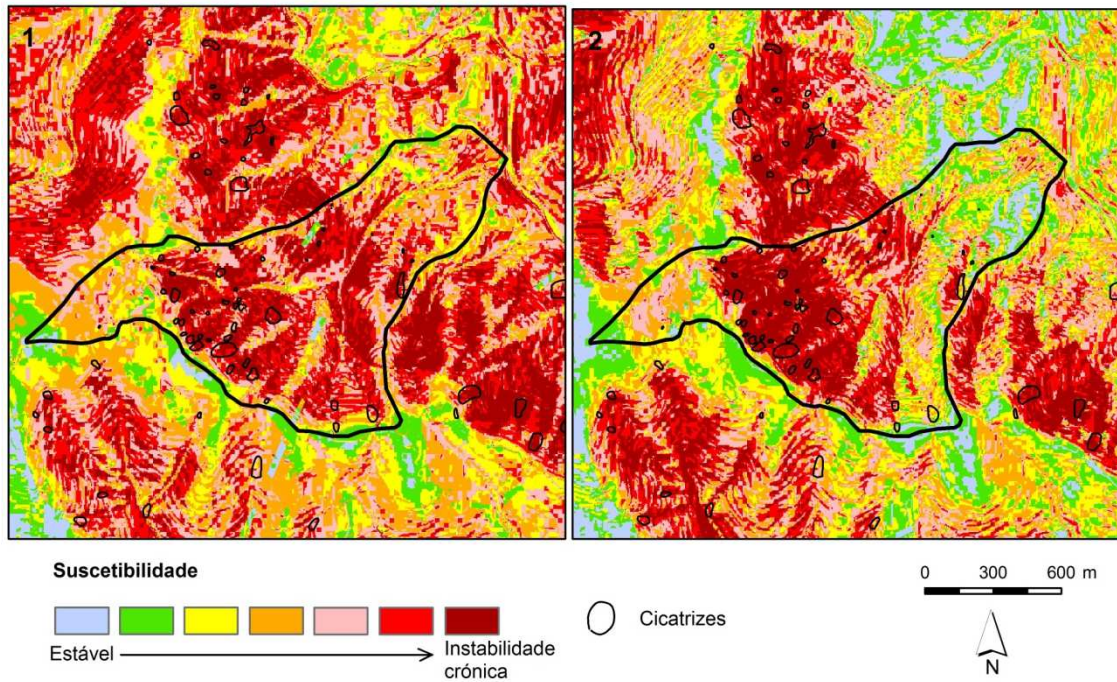 1
2
Suscetibilidade
Estável
Instabilidade
crónica
Cicatrizes
0 300 600 m
N